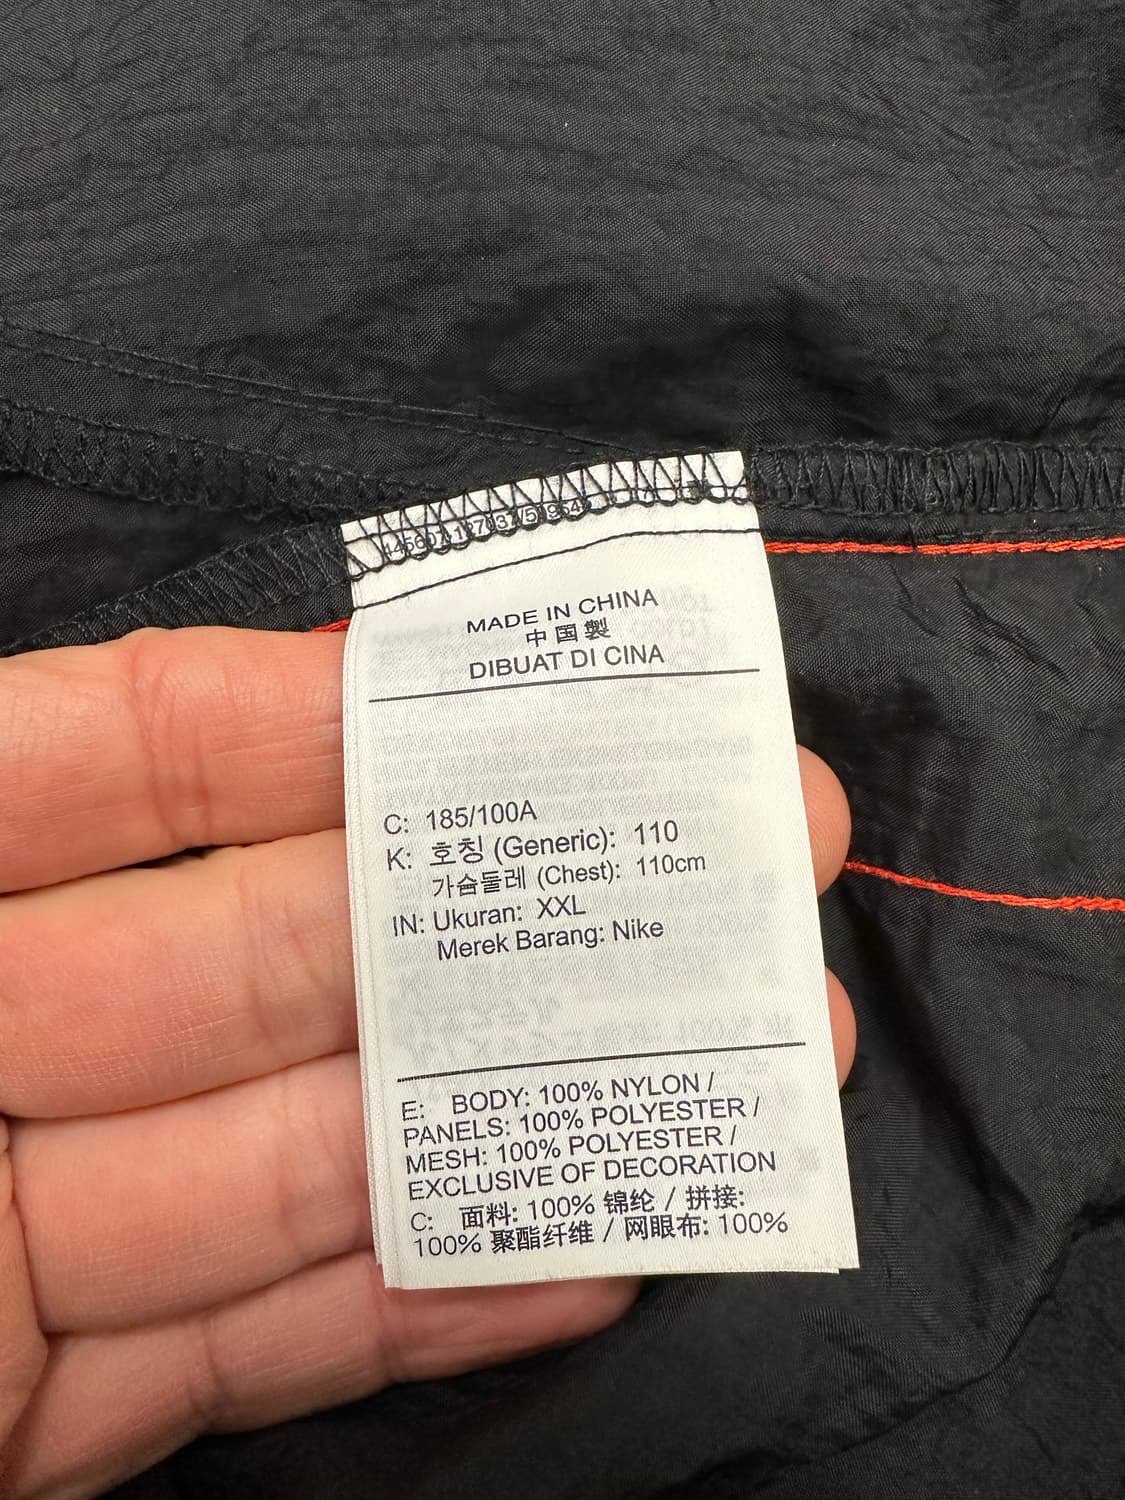 MADE IN CHINA
中国製
DIBUAT DI CINA
C: 185/100A
K: 호칭 (Generic): 110
가슴둘레 (Chest): 110cm
IN: Ukuran: XXL
Merek Barang: Nike
E: BODY: 100% NYLON /
PANELS: 100% POLYESTER /
MESH: 100% POLYESTER /
EXCLUSIVE OF DECORATION
C: 面料: 100% 锦纶 / 拼接:
100% 聚酯纤维 / 网眼布: 100%